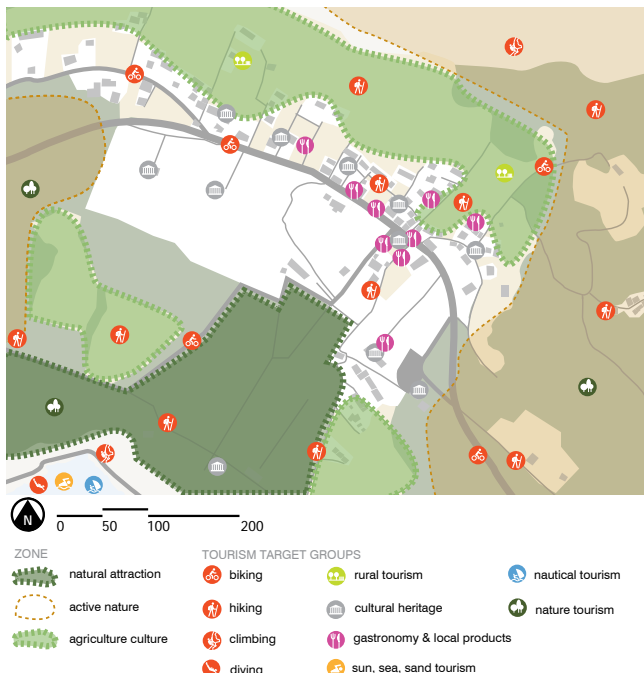 N
0 50 100 200
ZONE
natural attraction
active nature
agriculture culture
TOURISM TARGET GROUPS
biking
hiking
climbing
diving
rural tourism
cultural heritage
gastronomy & local products
sun, sea, sand tourism
nautical tourism
nature tourism